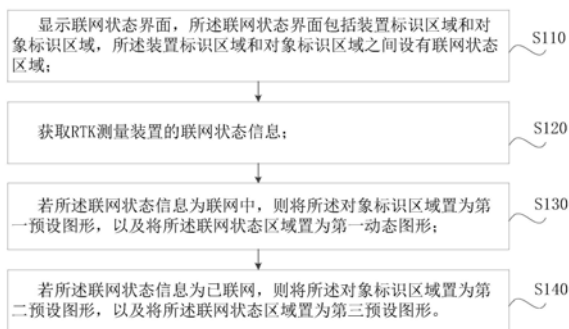 显示联网状态界面，所述联网状态界面包括装置标识区域和对
象标识区域，所述装置标识区域和对象标识区域之间设有联网状态
区域；
S110
获取RTK测量装置的联网状态信息；
S120
若所述联网状态信息为联网中，则将所述对象标识区域置为第
一预设图形，以及将所述联网状态区域置为第一动态图形；
S130
若所述联网状态信息为已联网，则将所述对象标识区域置为第
二预设图形，以及将所述联网状态区域置为第三预设图形。
S140